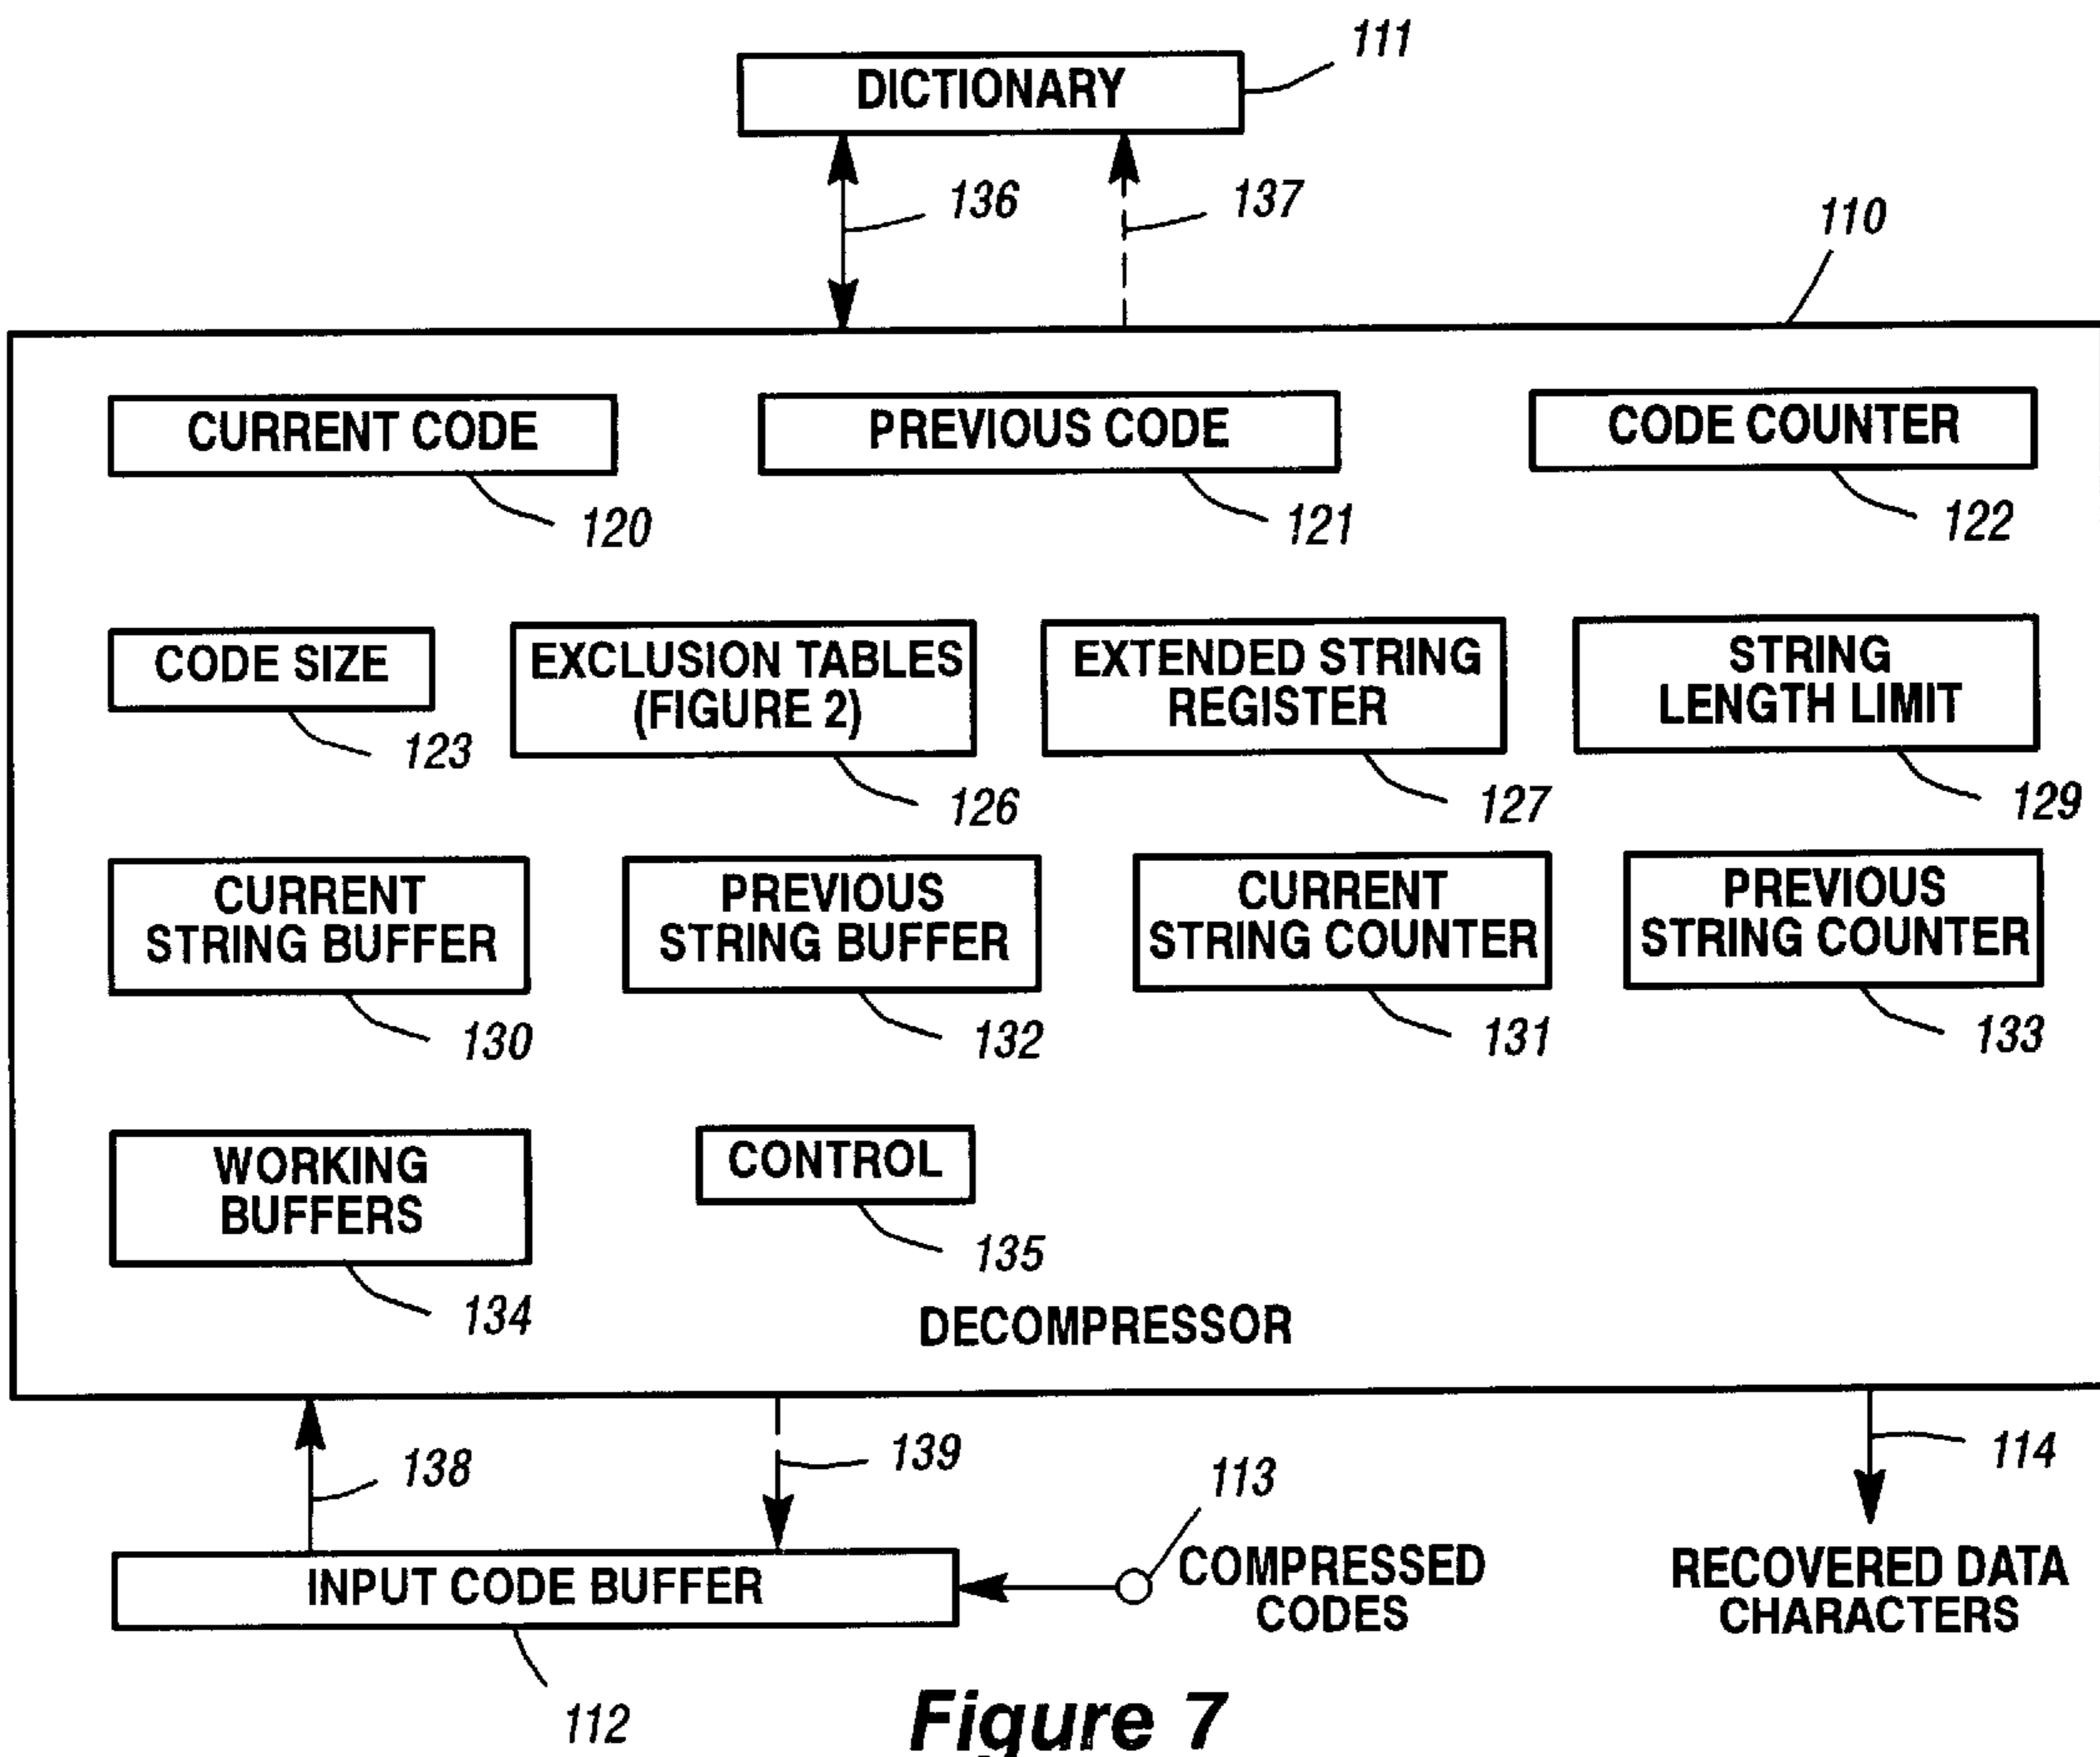 111
DICTIONARY
136
137
110
CURRENT CODE
PREVIOUS CODE
CODE COUNTER
120
121
122
CODE SIZE
EXCLUSION TABLES
(FIGURE 2)
EXTENDED STRING
REGISTER
STRING
LENGTH LIMIT
123
126
127
129
CURRENT
STRING BUFFER
PREVIOUS
STRING BUFFER
CURRENT
STRING COUNTER
PREVIOUS
STRING COUNTER
130
132
131
133
WORKING
BUFFERS
CONTROL
134
135
DECOMPRESSOR
138
139
113
114
INPUT CODE BUFFER
COMPRESSED
CODES
RECOVERED DATA
CHARACTERS
112
Figure 7